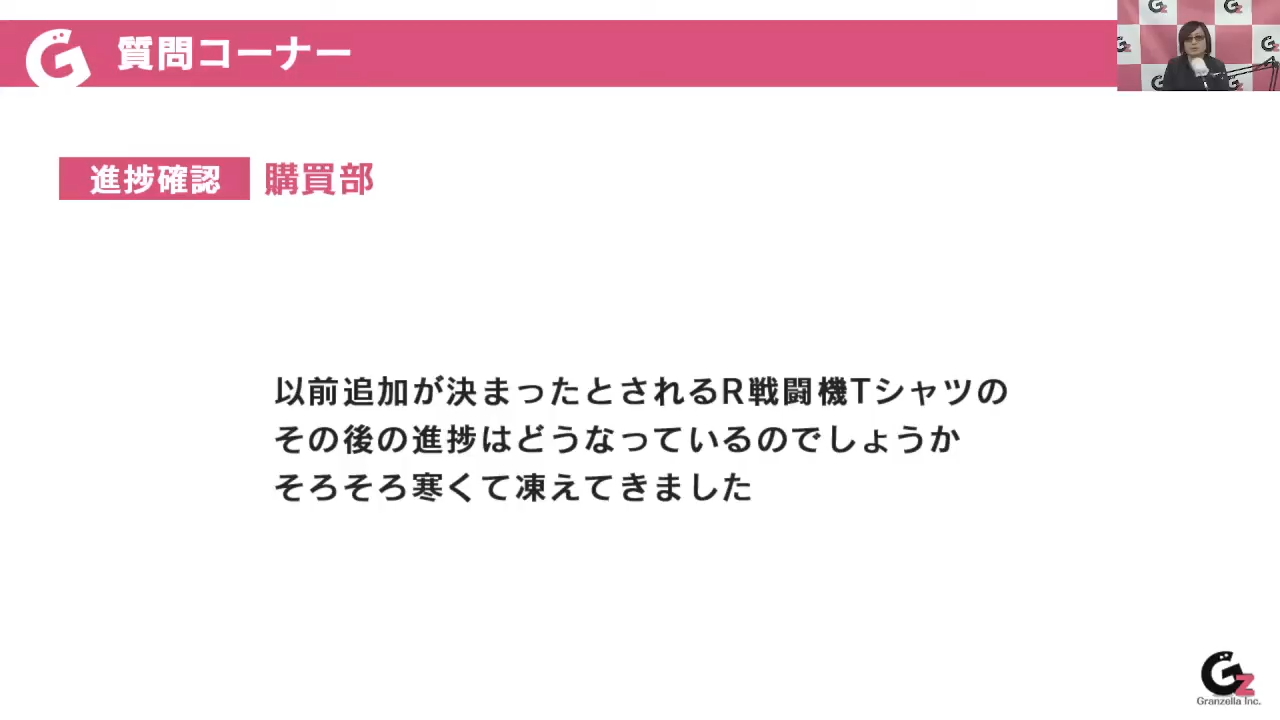 質問コーナー
進捗確認 購買部
以前追加が決まったとされるR戦闘機Tシャツの
その後の進捗はどうなっているのでしょうか
そろそろ寒くて凍えてきました
Gz
Granzella Inc.